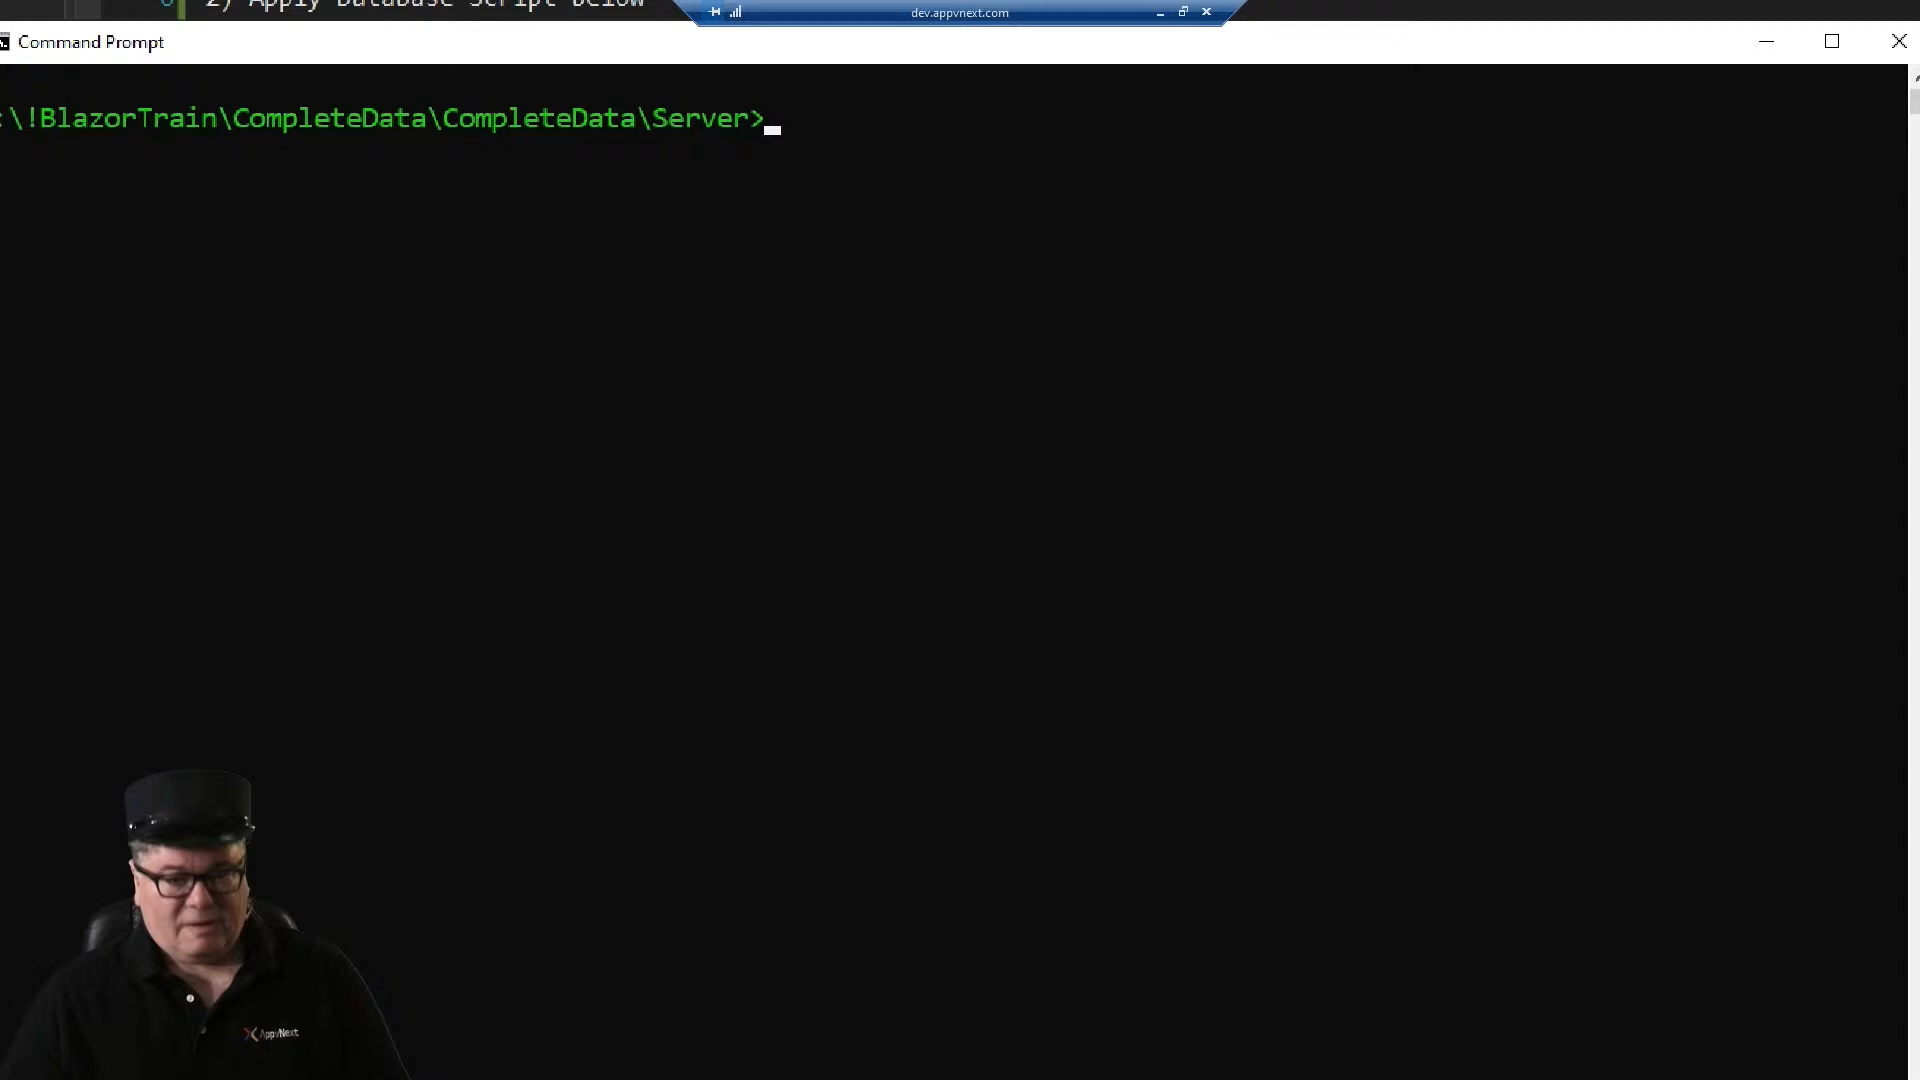 2) Apply Database Script below
dev.appvnext.com
Command Prompt
:\!BlazorTrain\CompleteData\CompleteData\Server>
AppvNext